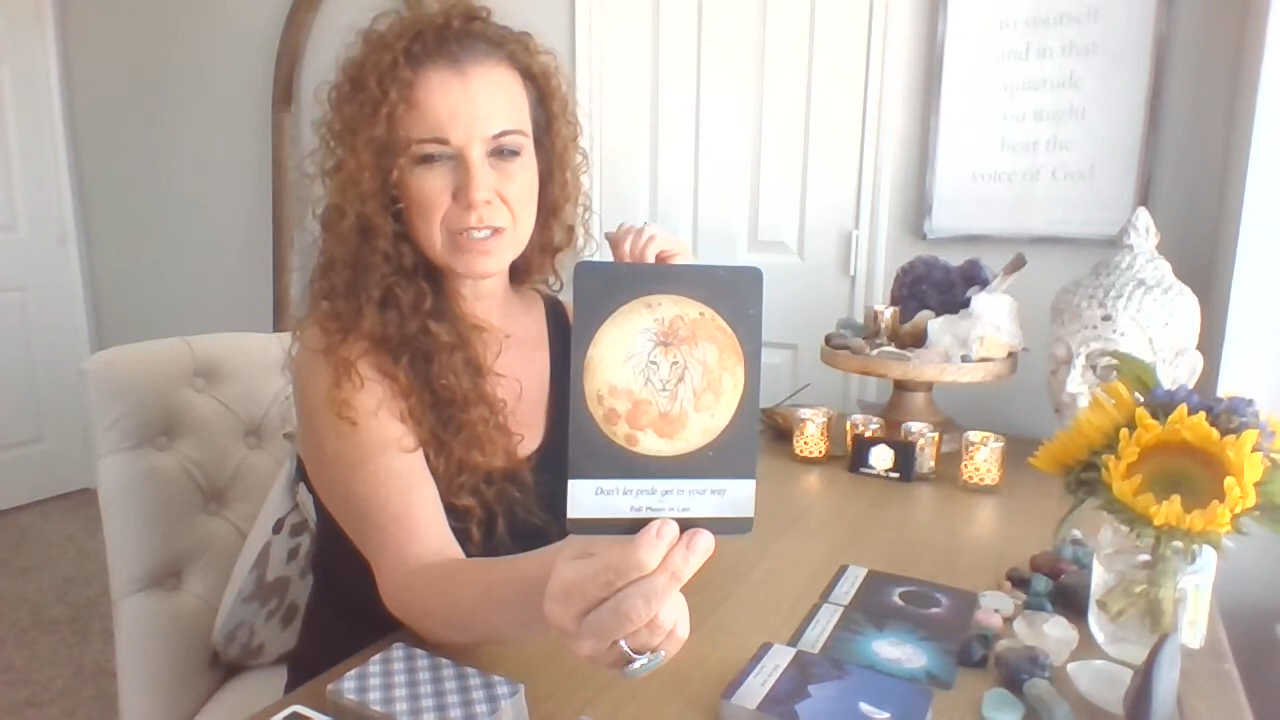 to yourself
and in that
quietude
you might
hear the
voice of God
Don't let pride get in your way
Full Moon in Leo